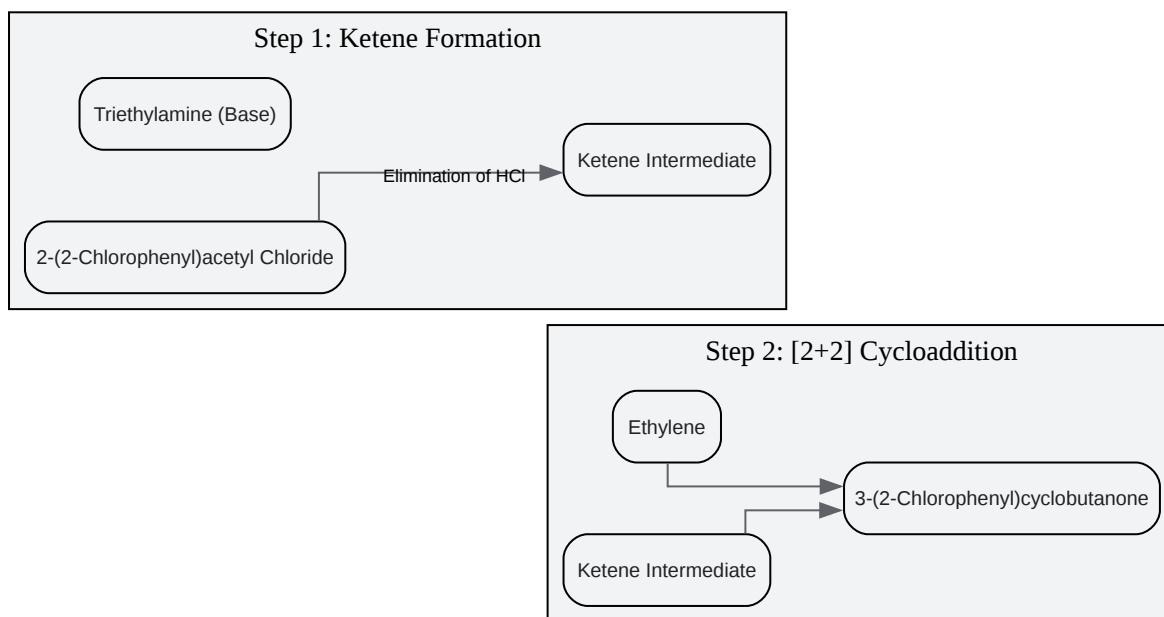 Step 1: Ketene Formation
Triethylamine (Base)
Ketene Intermediate
Elimination of HCl
2-(2-Chlorophenyl)acetyl Chloride
Step 2: [2+2] Cycloaddition
Ethylene
3-(2-Chlorophenyl)cyclobutanone
Ketene Intermediate